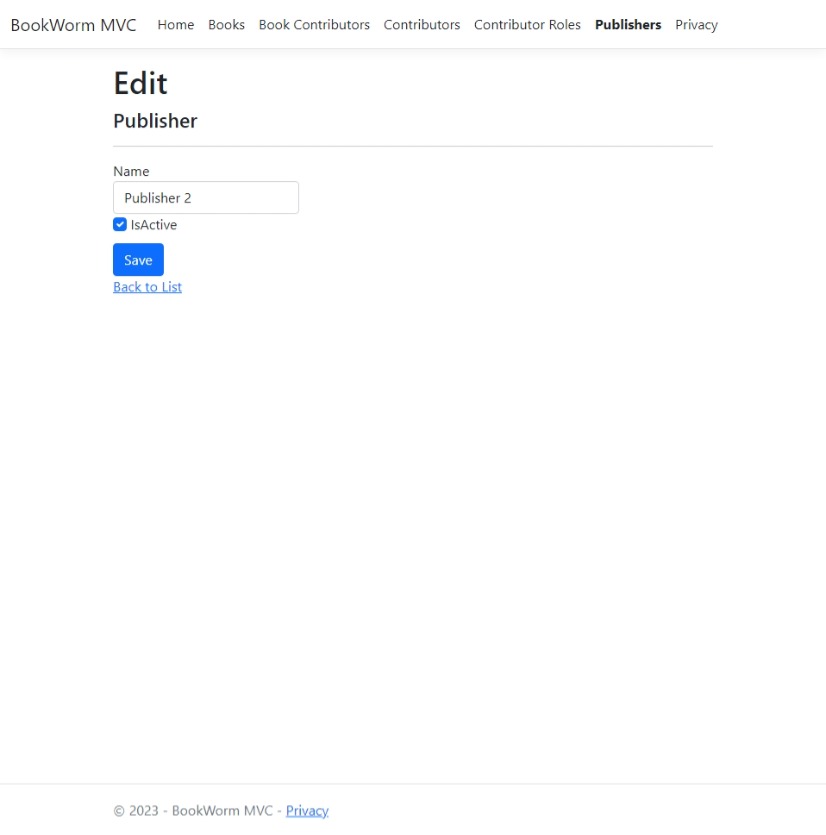 BookWorm MVC Home Books Book Contributors Contributors Contributor Roles Publishers Privacy
Edit
Publisher
Name
Publisher 2
IsActive
Save
Back to List
© 2023 - BookWorm MVC - Privacy